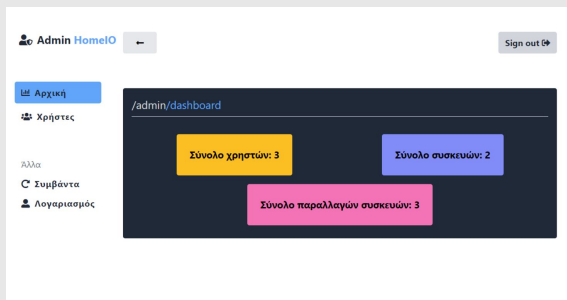 Admin HomeIO
←
Sign out
Αρχική
Χρήστες
Άλλα
Συμβάντα
Λογαριασμός
/admin/dashboard
Σύνολο χρηστών: 3
Σύνολο συσκευών: 2
Σύνολο παραλλαγών συσκευών: 3